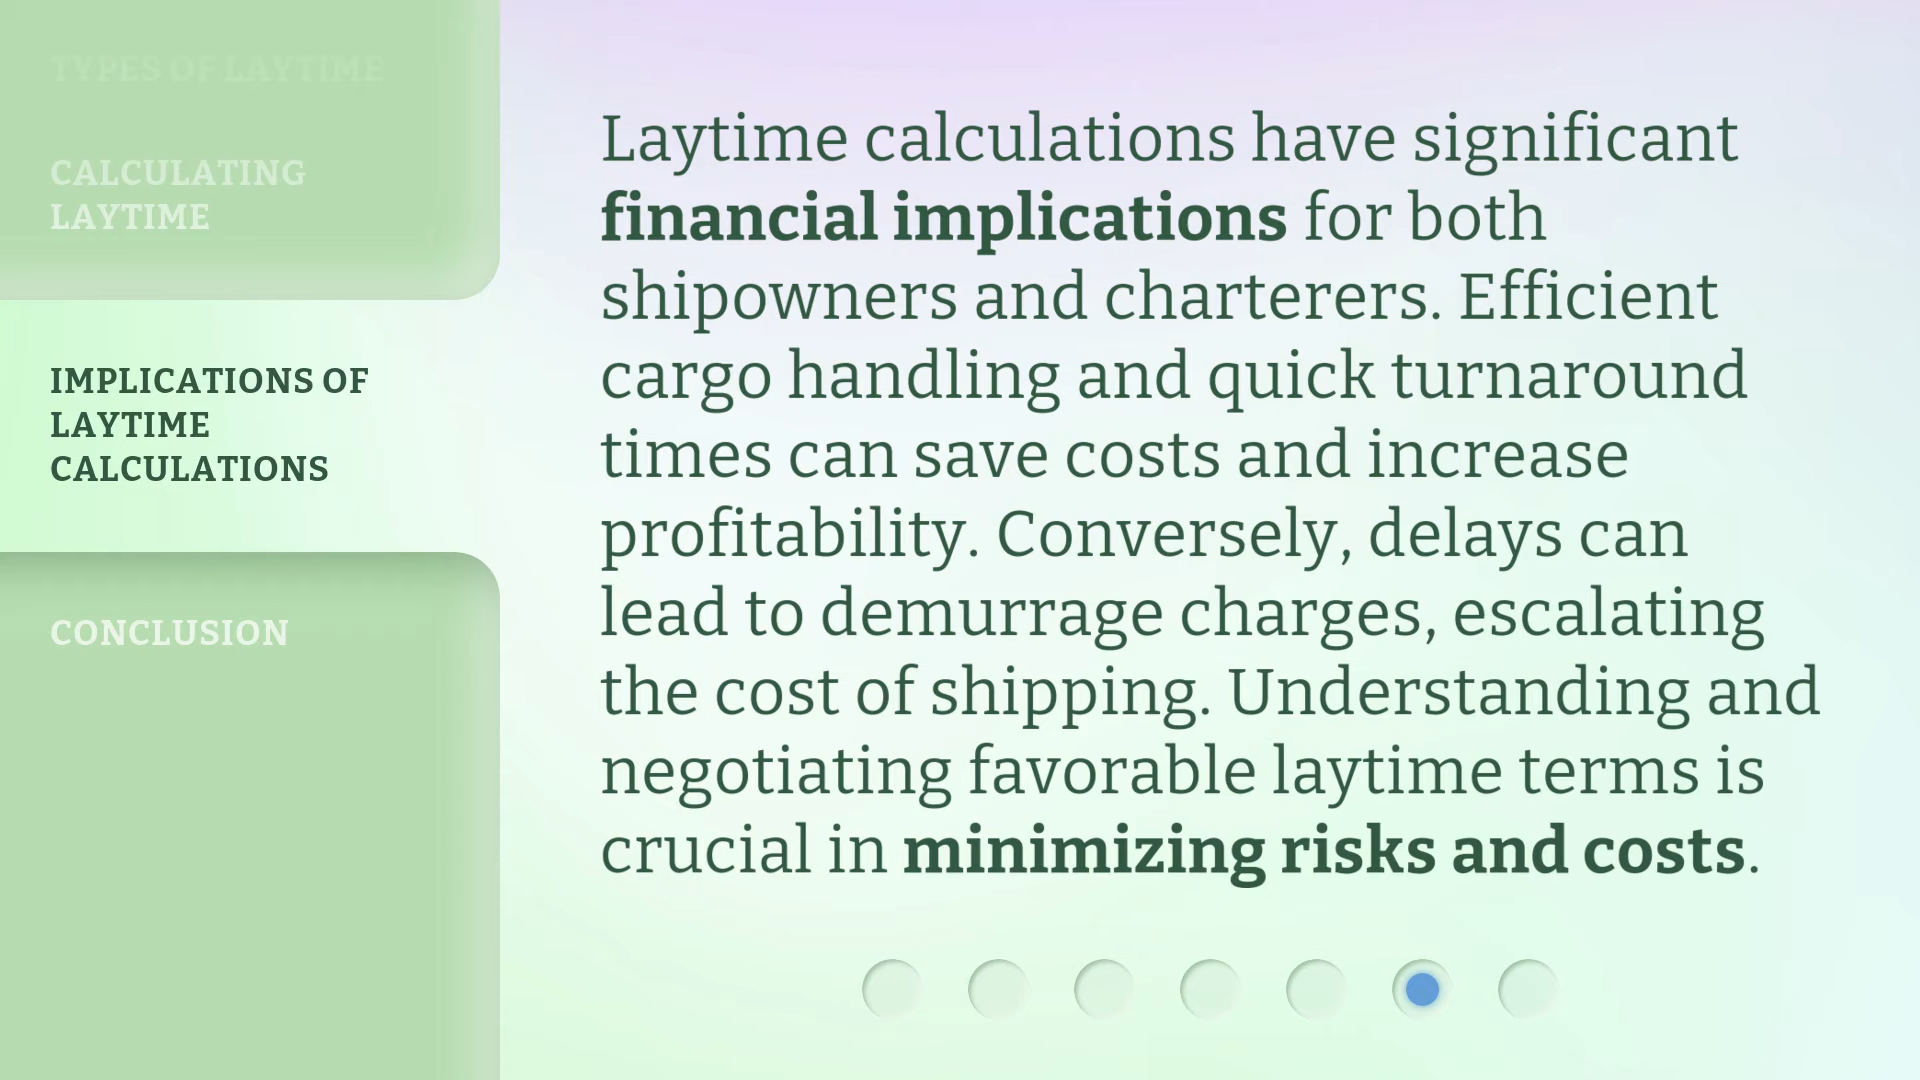 TYPES OF LAYTIME
CALCULATING
LAYTIME
IMPLICATIONS OF
LAYTIME
CALCULATIONS
CONCLUSION
Laytime calculations have significant
financial implications for both
shipowners and charterers. Efficient
cargo handling and quick turnaround
times can save costs and increase
profitability. Conversely, delays can
lead to demurrage charges, escalating
the cost of shipping. Understanding and
negotiating favorable laytime terms is
crucial in minimizing risks and costs.